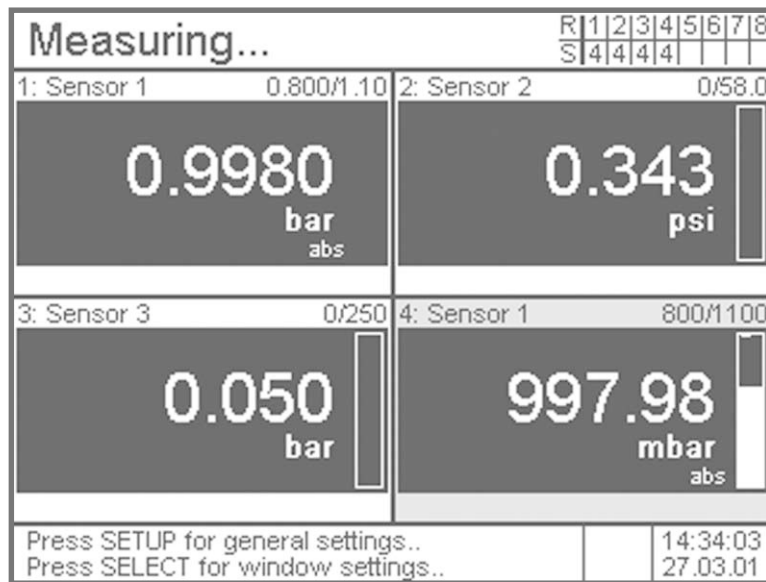 Measuring...
R 1 2 3 4 5 6 7 8
S 4 4 4 4
1: Sensor 1 0.800/1.10
0.9980
bar
abs
2: Sensor 2 0/58.0
0.343
psi
3: Sensor 3 0/250
0.050
bar
4: Sensor 1 800/1100
997.98
mbar
abs
Press SETUP for general settings..
Press SELECT for window settings..
14:34:03
27.03.01